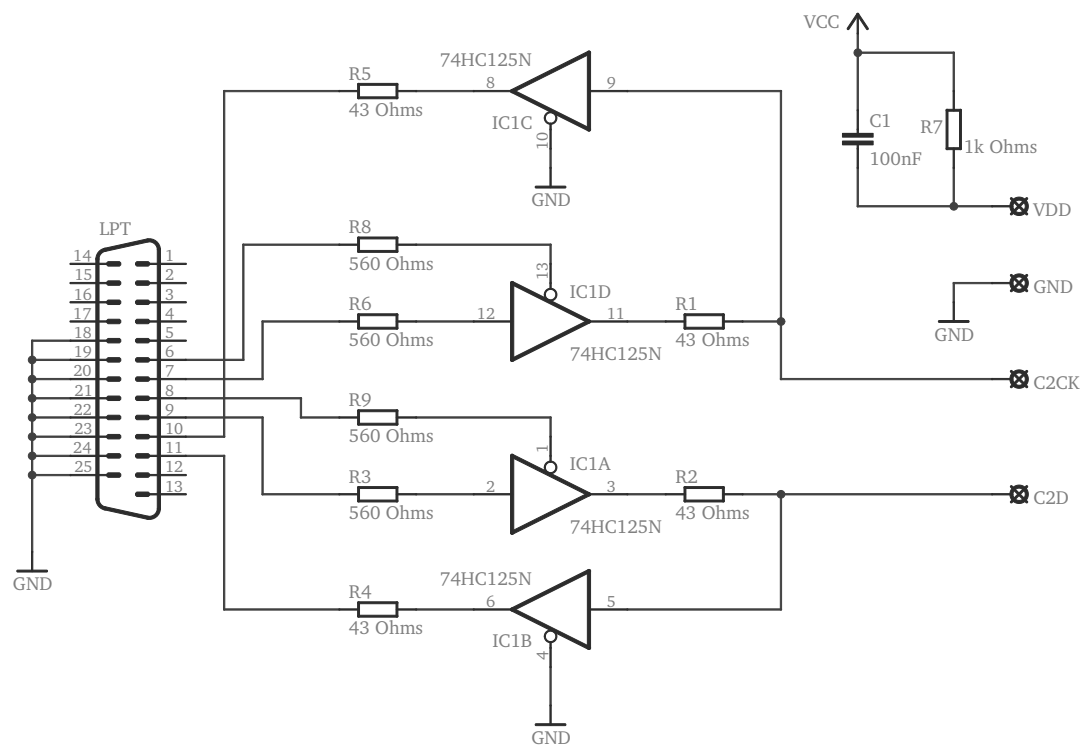 VCC
74HC125N
R5
43 Ohms
8
9
IC1C
10
GND
C1
100nF
R7
1k Ohms
VDD
LPT
R8
560 Ohms
13
IC1D
R6
560 Ohms
12
11
74HC125N
R1
43 Ohms
GND
GND
C2CK
14
15
16
17
18
19
20
21
22
23
24
25
1
2
3
4
5
6
7
8
9
10
11
12
13
GND
R9
560 Ohms
1
IC1A
R3
560 Ohms
2
3
74HC125N
R2
43 Ohms
C2D
74HC125N
R4
43 Ohms
6
5
IC1B
4
GND